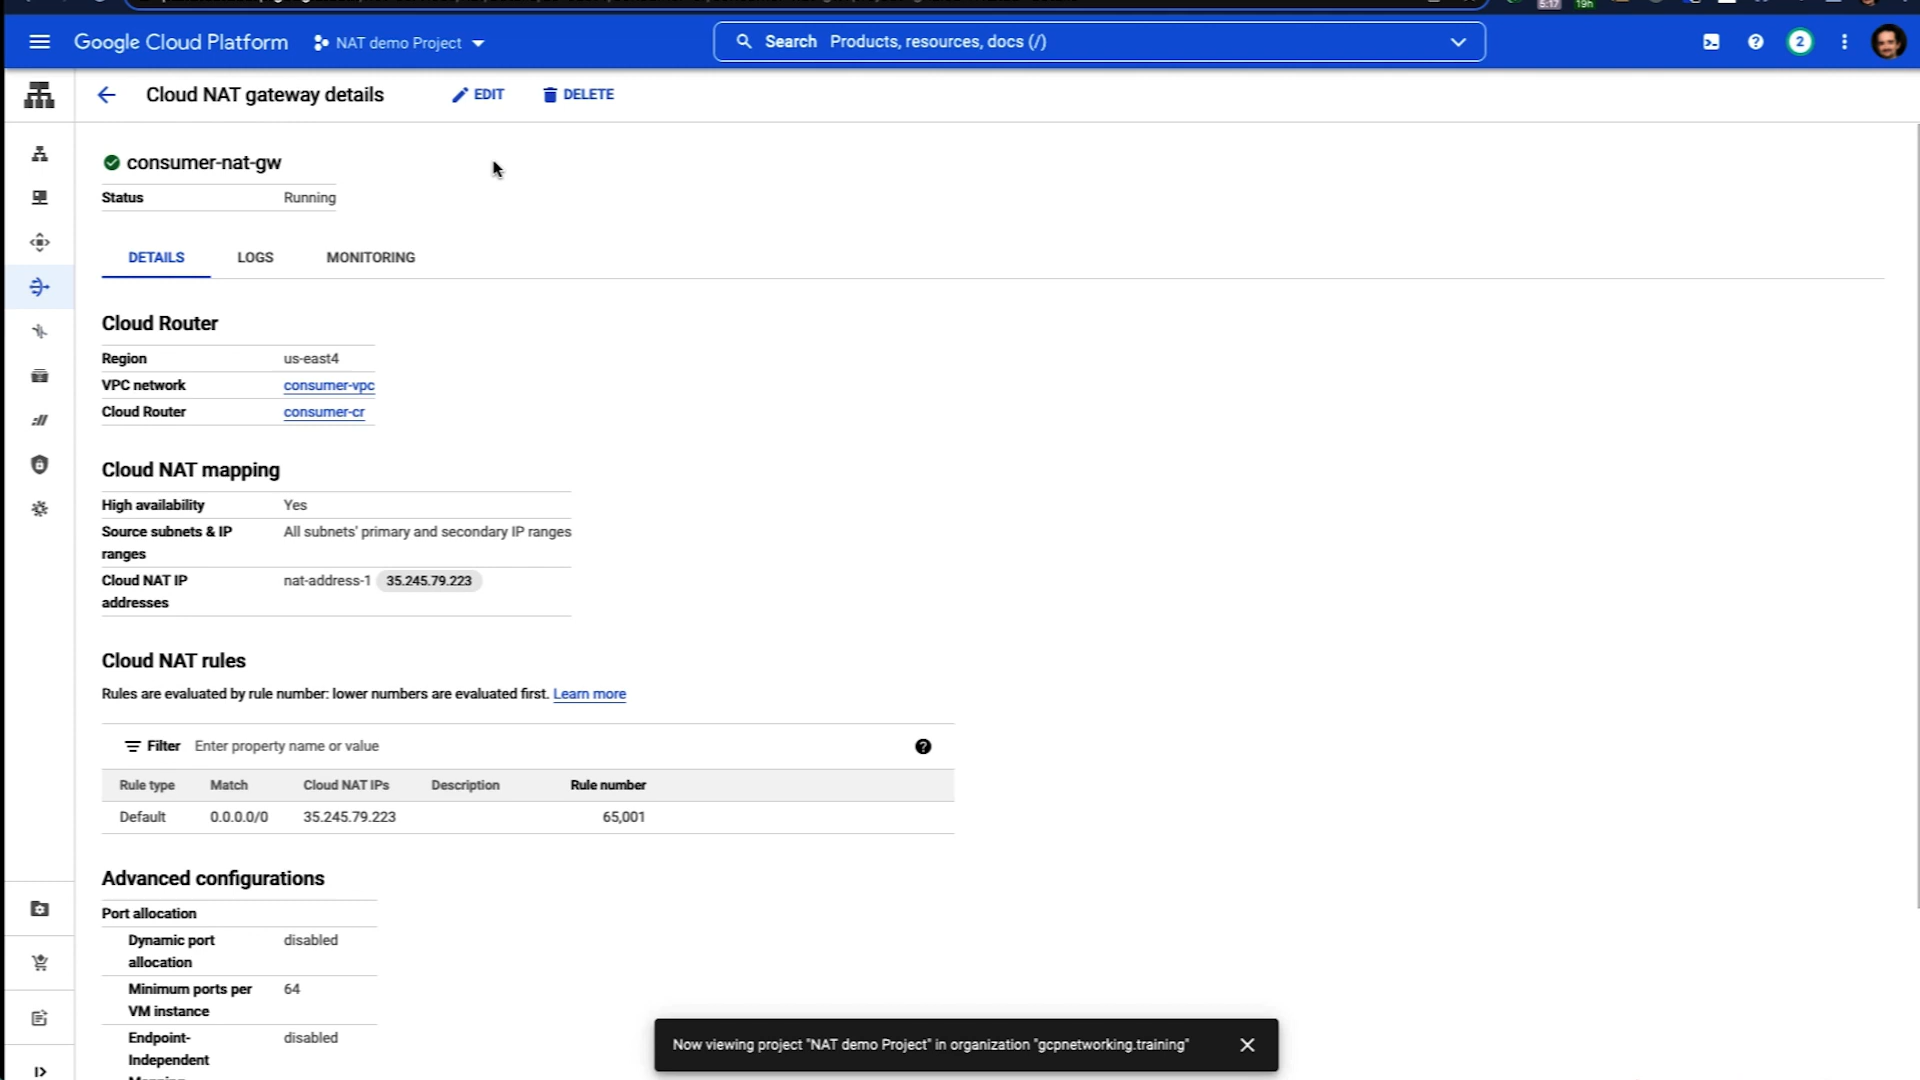 5:17
19h
Google Cloud Platform
NAT demo Project
Search Products, resources, docs (/)
2
Cloud NAT gateway details
EDIT
DELETE
consumer-nat-gw
Status Running
DETAILS LOGS MONITORING
Cloud Router
Region us-east4
VPC network consumer-vpc
Cloud Router consumer-cr
Cloud NAT mapping
High availability Yes
Source subnets & IP All subnets' primary and secondary IP ranges
ranges
Cloud NAT IP nat-address-1 35.245.79.223
addresses
Cloud NAT rules
Rules are evaluated by rule number: lower numbers are evaluated first. Learn more
Filter Enter property name or value
Rule type Match Cloud NAT IPs Description Rule number
Default 0.0.0.0/0 35.245.79.223 65,001
Advanced configurations
Port allocation
Dynamic port disabled
allocation
Minimum ports per 64
VM instance
Endpoint- disabled
Independent
Now viewing project "NAT demo Project" in organization "gcpnetworking.training"